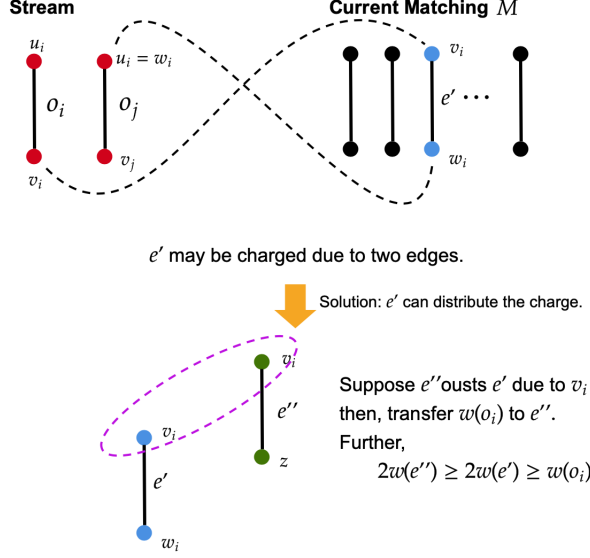 Stream
Current Matching M
u_i
u_i = w_i
v_i
o_i
o_j
e′ ···
v_i
v_j
w_i
e′ may be charged due to two edges.
Solution: e′ can distribute the charge.
v_i
Suppose e′′ousts e′ due to v_i
then, transfer w(o_i) to e′′.
Further,
2w(e′′) ≥ 2w(e′) ≥ w(o_i)
e′′
v_i
z
e′
w_i